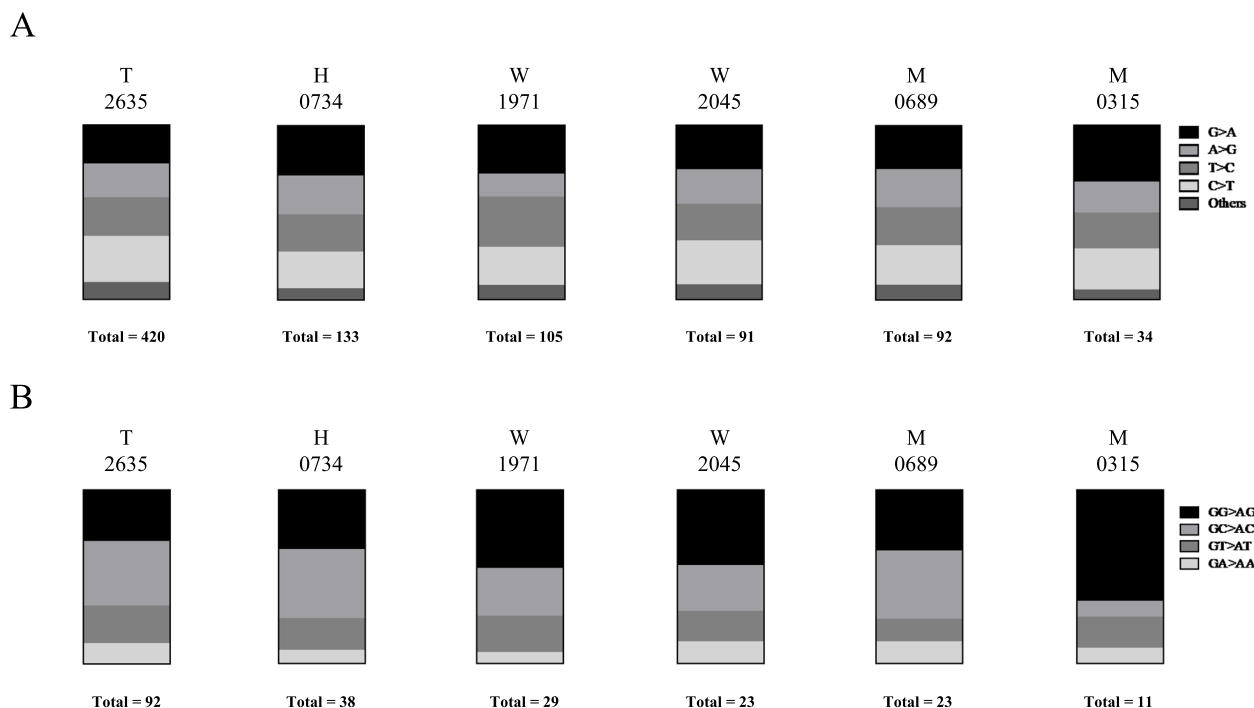 A
T H W W M M
2635 0734 1971 2045 0689 0315
G>A
A>G
T>C
C>T
Others
Total = 420 Total = 133 Total = 105 Total = 91 Total = 92 Total = 34
B
T H W W M M
2635 0734 1971 2045 0689 0315
GG>AG
GC>AC
GT>AT
GA>AA
Total = 92 Total = 38 Total = 29 Total = 23 Total = 23 Total = 11